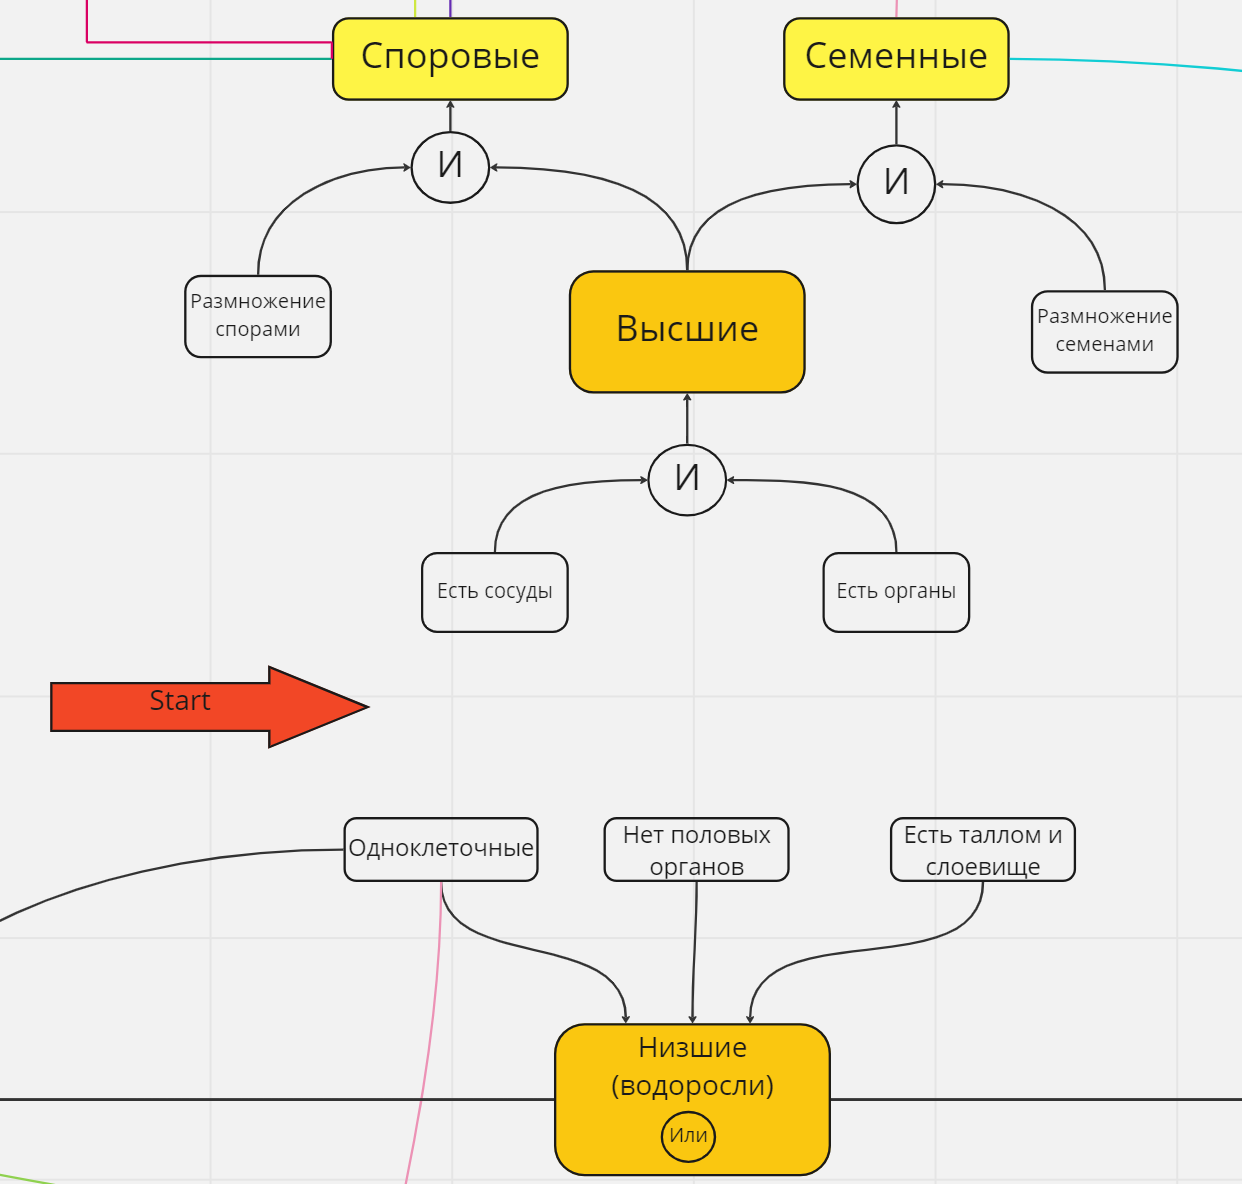 Споровые
Семенные
И
И
Размножение
спорами
Высшие
Размножение
семенами
И
Есть сосуды
Есть органы
Start
Одноклеточные
Нет половых
органов
Есть таллом и
слоевище
Низшие
(водоросли)
Или